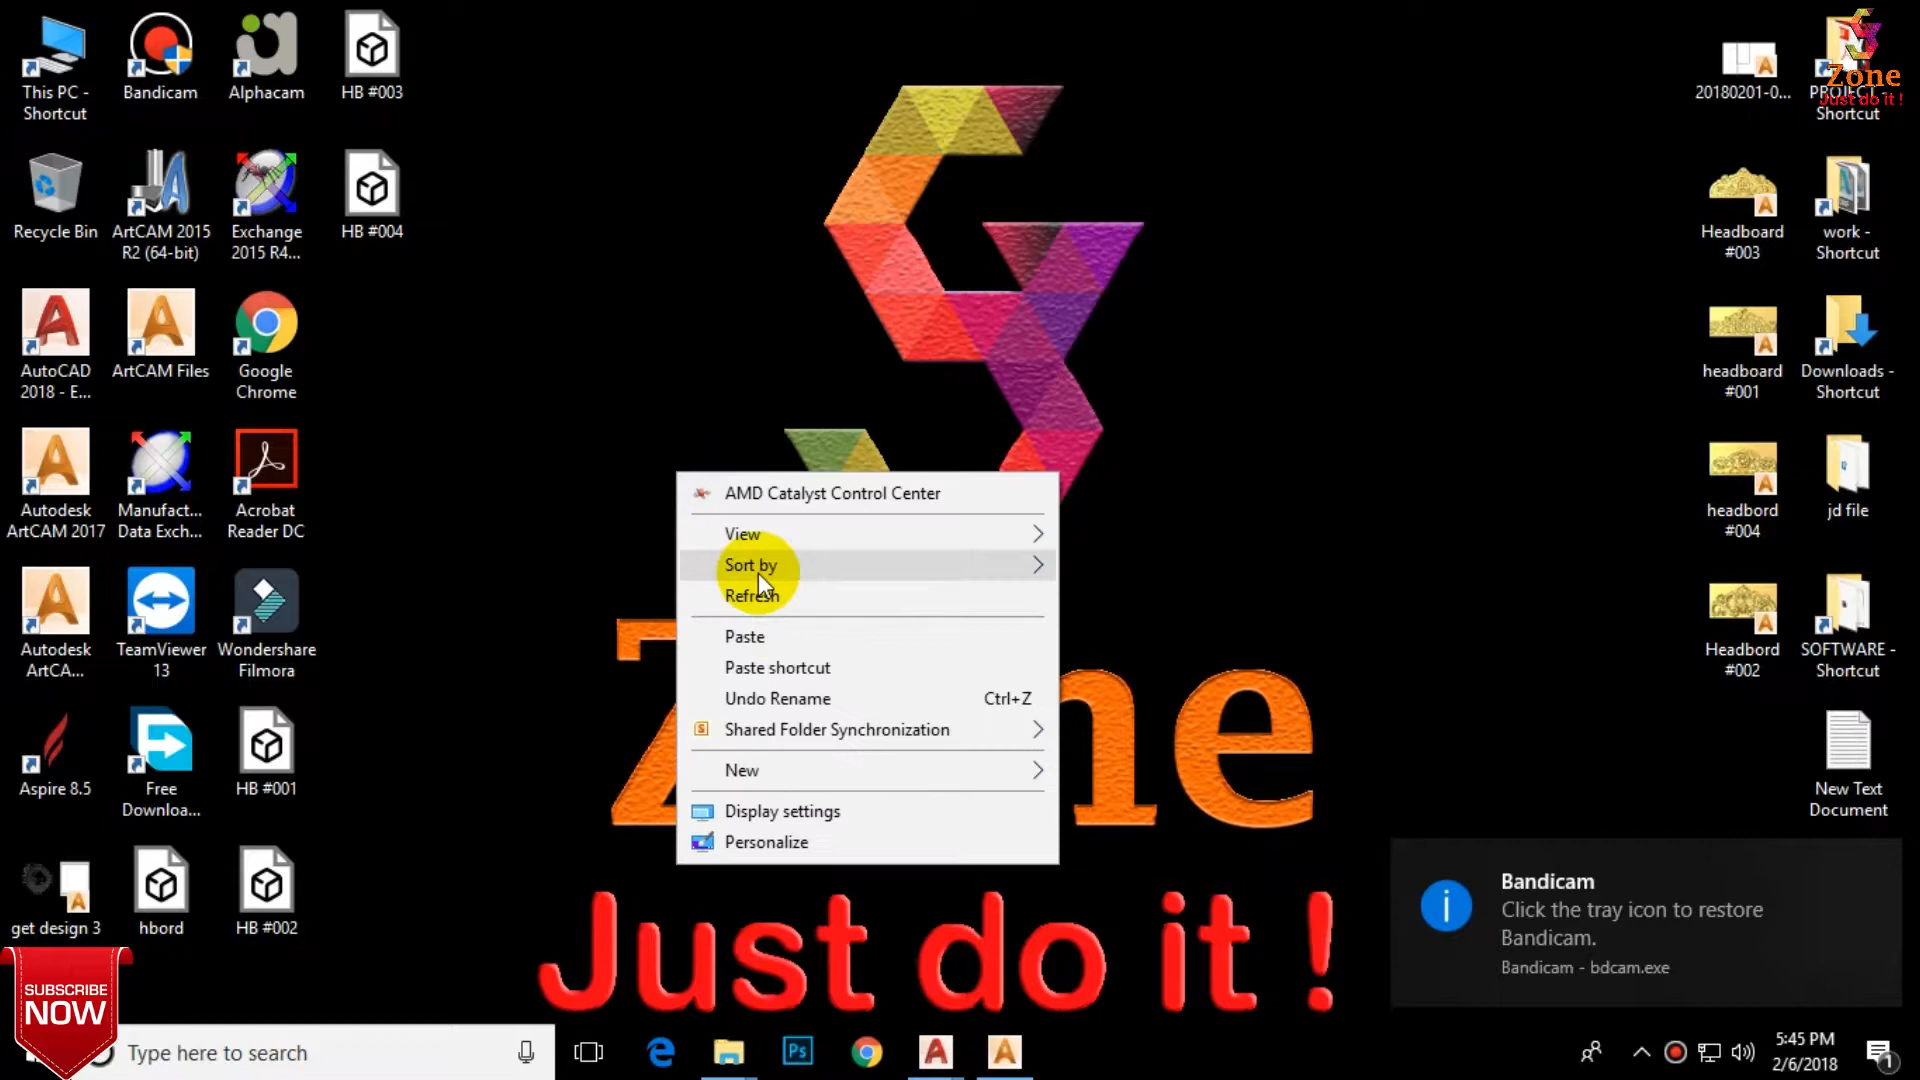 This PC -
Shortcut
Bandicam
Alphacam
HB #003
Recycle Bin
ArtCAM 2015
R2 (64-bit)
Exchange
2015 R4...
HB #004
AutoCAD
2018 - E...
ArtCAM Files
Google
Chrome
Autodesk
ArtCAM 2017
Manufact...
Data Exch...
Acrobat
Reader DC
Autodesk
ArtCA...
TeamViewer
13
Wondershare
Filmora
Aspire 8.5
Free
Downloa...
HB #001
get design 3
hbord
HB #002
20180201-0...
PROJECT -
Shortcut
Zone
Just do it !
Headboard
#003
work -
Shortcut
headboard
#001
Downloads -
Shortcut
headbord
#004
jd file
Headbord
#002
SOFTWARE -
Shortcut
New Text
Document
AMD Catalyst Control Center
View
Sort by
Refresh
Paste
Paste shortcut
Undo Rename Ctrl+Z
Shared Folder Synchronization
New
Display settings
Personalize
Just do it !
Bandicam
Click the tray icon to restore
Bandicam.
Bandicam - bdcam.exe
SUBSCRIBE
NOW
Type here to search
Ps
5:45 PM
2/6/2018
1